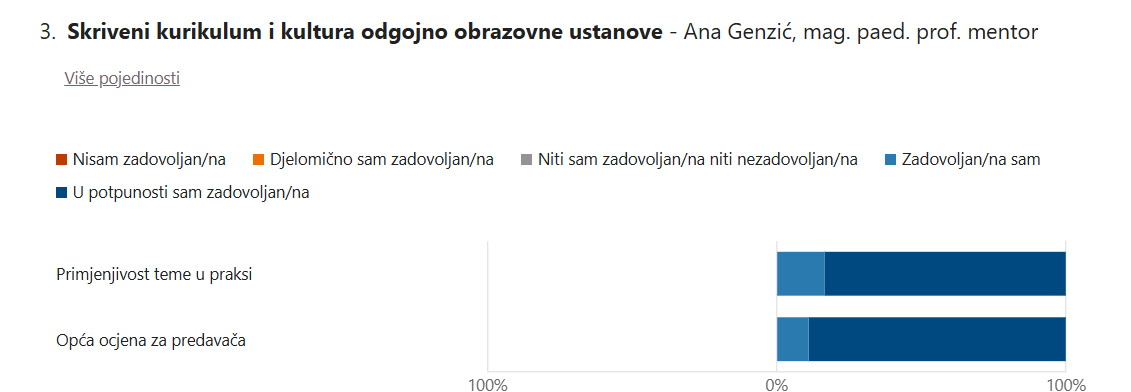 3. Skriveni kurikulum i kultura odgojno obrazovne ustanove - Ana Genzić, mag. paed. prof. mentor
Više pojedinosti
Nisam zadovoljan/na Djelomično sam zadovoljan/na Niti sam zadovoljan/na niti nezadovoljan/na Zadovoljan/na sam
U potpunosti sam zadovoljan/na
Primjenjivost teme u praksi
Opća ocjena za predavača
100% 0% 100%